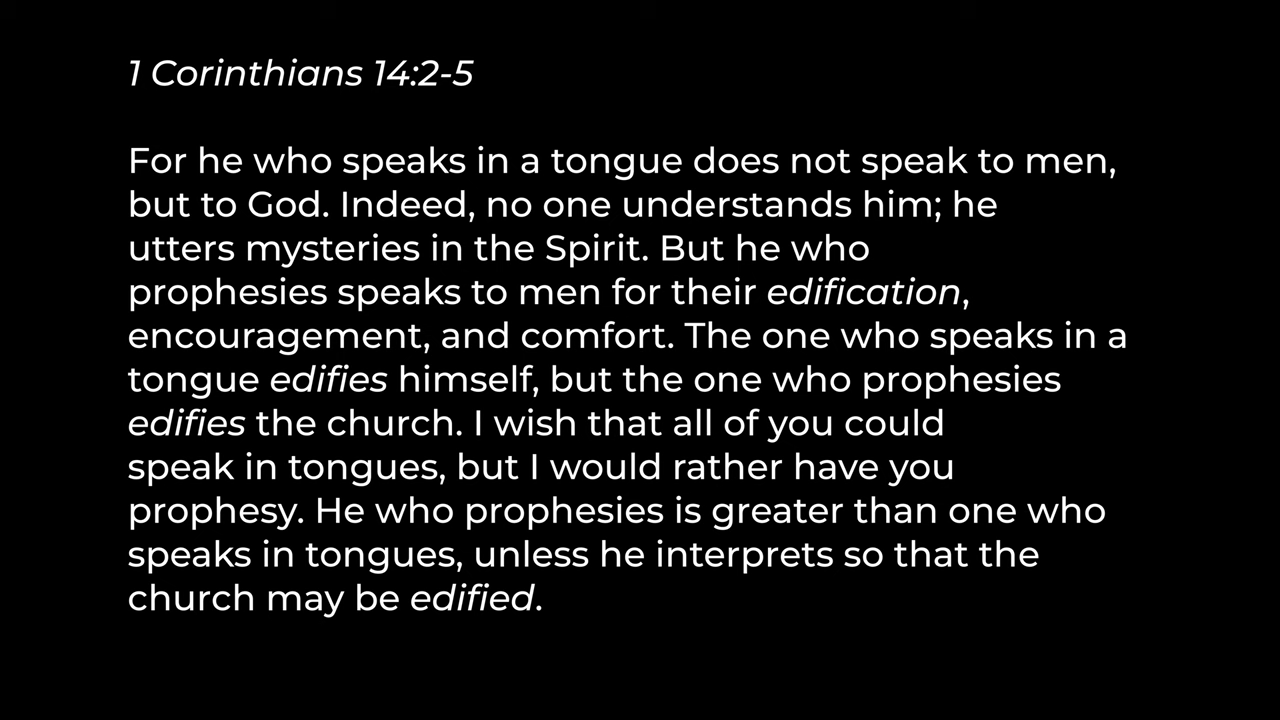 1 Corinthians 14:2-5
For he who speaks in a tongue does not speak to men,
but to God. Indeed, no one understands him; he
utters mysteries in the Spirit. But he who
prophesies speaks to men for their edification,
encouragement, and comfort. The one who speaks in a
tongue edifies himself, but the one who prophesies
edifies the church. I wish that all of you could
speak in tongues, but I would rather have you
prophesy. He who prophesies is greater than one who
speaks in tongues, unless he interprets so that the
church may be edified.